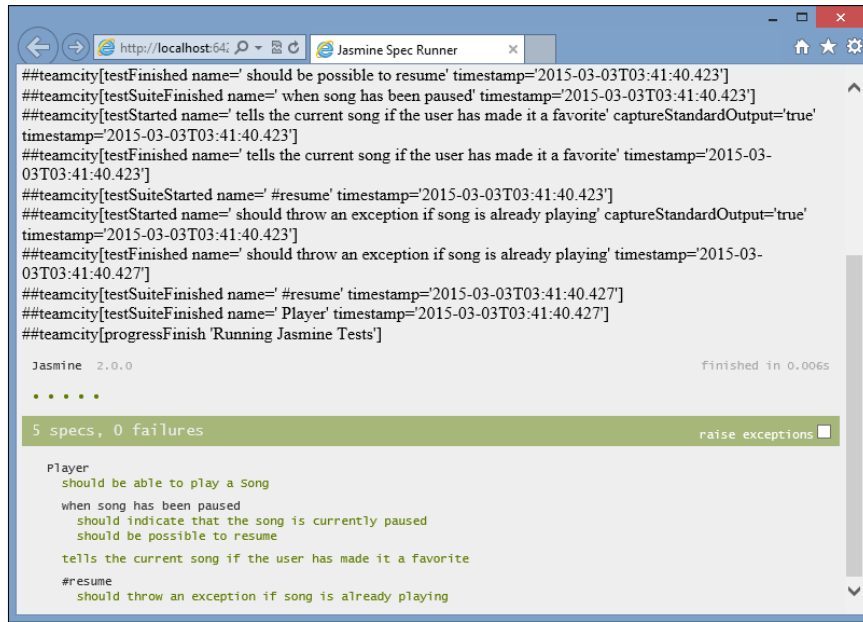 http://localhost:64
Jasmine Spec Runner
##teamcity[testFinished name=' should be possible to resume' timestamp='2015-03-03T03:41:40.423']
##teamcity[testSuiteFinished name=' when song has been paused' timestamp='2015-03-03T03:41:40.423']
##teamcity[testStarted name=' tells the current song if the user has made it a favorite' captureStandardOutput='true'
timestamp='2015-03-03T03:41:40.423']
##teamcity[testFinished name=' tells the current song if the user has made it a favorite' timestamp='2015-03-
03T03:41:40.423']
##teamcity[testSuiteStarted name=' #resume' timestamp='2015-03-03T03:41:40.423']
##teamcity[testStarted name=' should throw an exception if song is already playing' captureStandardOutput='true'
timestamp='2015-03-03T03:41:40.423']
##teamcity[testFinished name=' should throw an exception if song is already playing' timestamp='2015-03-
03T03:41:40.427']
##teamcity[testSuiteFinished name=' #resume' timestamp='2015-03-03T03:41:40.427']
##teamcity[testSuiteFinished name=' Player' timestamp='2015-03-03T03:41:40.427']
##teamcity[progressFinish 'Running Jasmine Tests']
Jasmine 2.0.0 finished in 0.006s
• • • • •
5 specs, 0 failures raise exceptions
Player
should be able to play a Song
when song has been paused
should indicate that the song is currently paused
should be possible to resume
tells the current song if the user has made it a favorite
#resume
should throw an exception if song is already playing